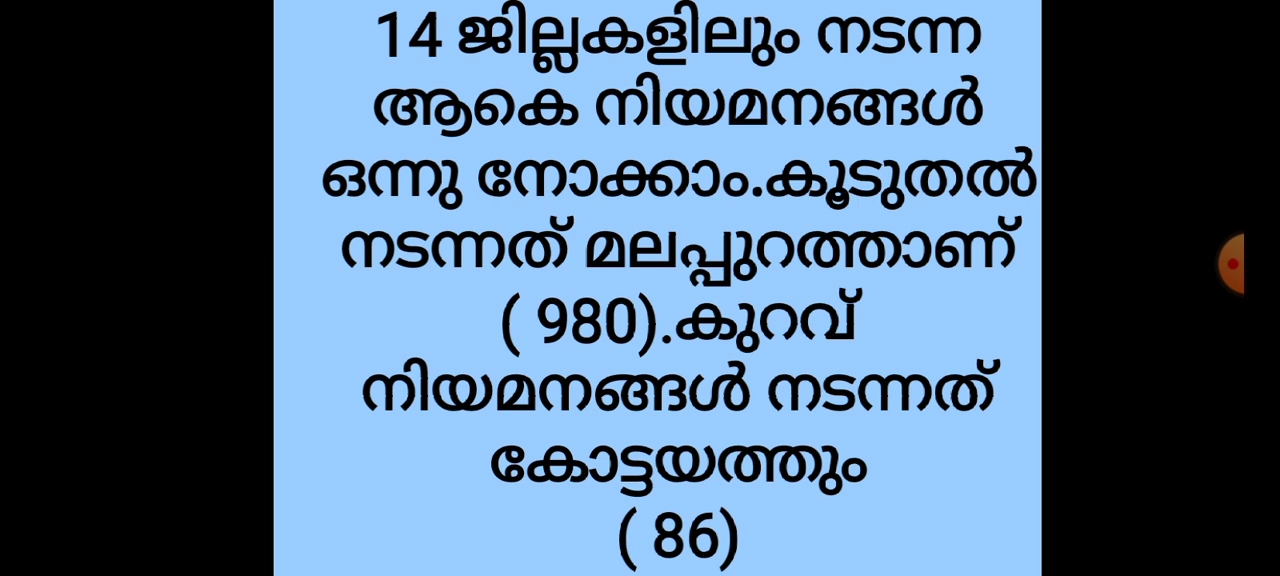 14 ജില്ലകളിലും നടന്ന
ആകെ നിയമനങ്ങൾ
ഒന്നു നോക്കാം.കൂടുതൽ
നടന്നത് മലപ്പുറത്താണ്
( 980).കുറവ്
നിയമനങ്ങൾ നടന്നത്
കോട്ടയത്തും
( 86)